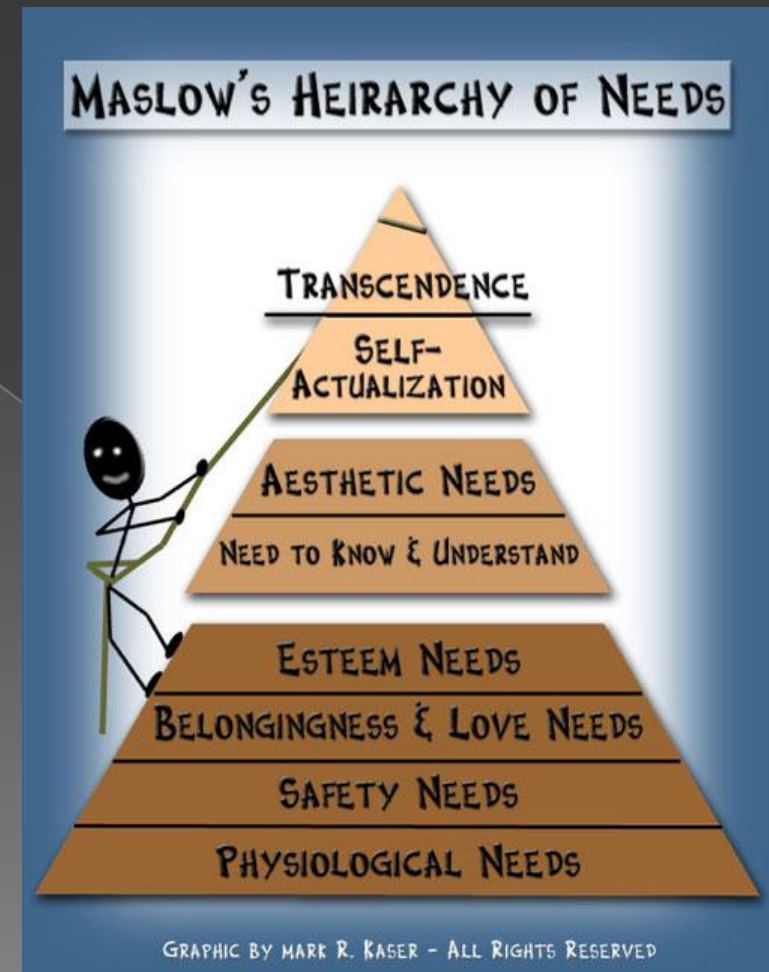 MASLOW'S HEIRARCHY OF NEEDS
TRANSCENDENCE
SELF-
ACTUALIZATION
AESTHETIC NEEDS
NEED TO KNOW & UNDERSTAND
ESTEEM NEEDS
BELONGINGNESS & LOVE NEEDS
SAFETY NEEDS
PHYSIOLOGICAL NEEDS
GRAPHIC BY MARK R. KASER - ALL RIGHTS RESERVED